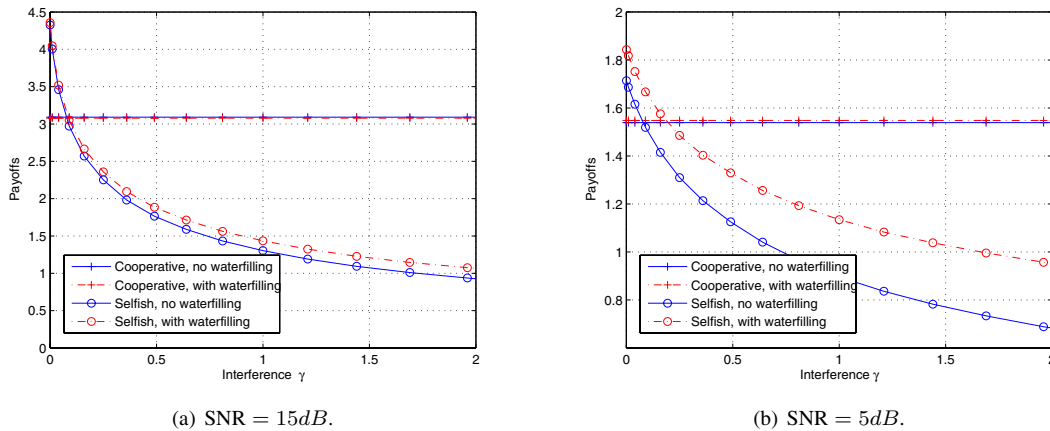 4.5
4
3.5
3
2.5
2
1.5
1
0.5
0
Payoffs
Cooperative, no waterfilling
Cooperative, with waterfilling
Selfish, no waterfilling
Selfish, with waterfilling
0 0.5 1 1.5 2
Interference γ
(a) SNR = 15dB.
2
1.8
1.6
1.4
1.2
1
0.8
Payoffs
Cooperative, no waterfilling
Cooperative, with waterfilling
Selfish, no waterfilling
Selfish, with waterfilling
0 0.5 1 1.5 2
Interference γ
(b) SNR = 5dB.